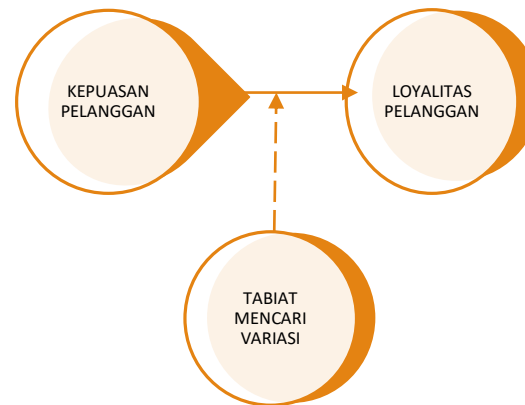 KEPUASAN
PELANGGAN
LOYALITAS
PELANGGAN
TABIAT
MENCARI
VARIASI